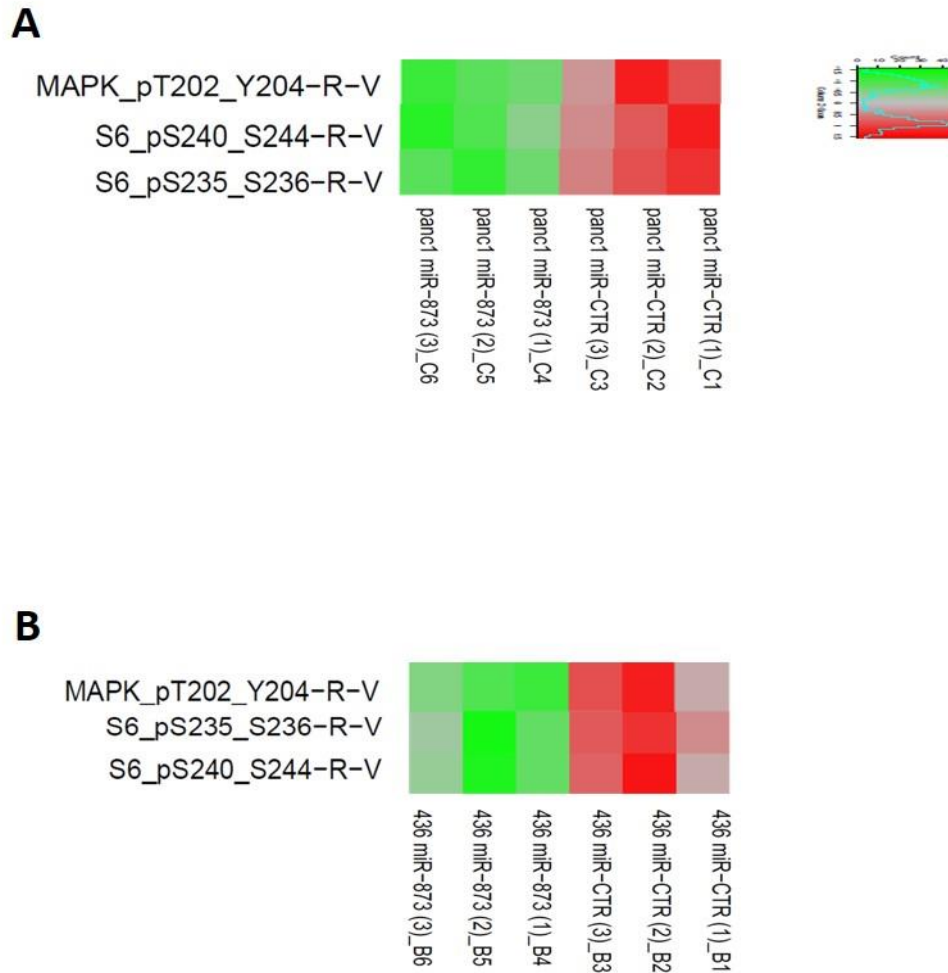 A
MAPK_pT202_Y204-R-V
S6_pS240_S244-R-V
S6_pS235_S236-R-V
panc1 miR-873 (3)_C6
panc1 miR-873 (2)_C5
panc1 miR-873 (1)_C4
panc1 miR-CTR (3)_C3
panc1 miR-CTR (2)_C2
panc1 miR-CTR (1)_C1
B
MAPK_pT202_Y204-R-V
S6_pS235_S236-R-V
S6_pS240_S244-R-V
436 miR-873 (3)_B6
436 miR-873 (2)_B5
436 miR-873 (1)_B4
436 miR-CTR (3)_B3
436 miR-CTR (2)_B2
436 miR-CTR (1)_B1